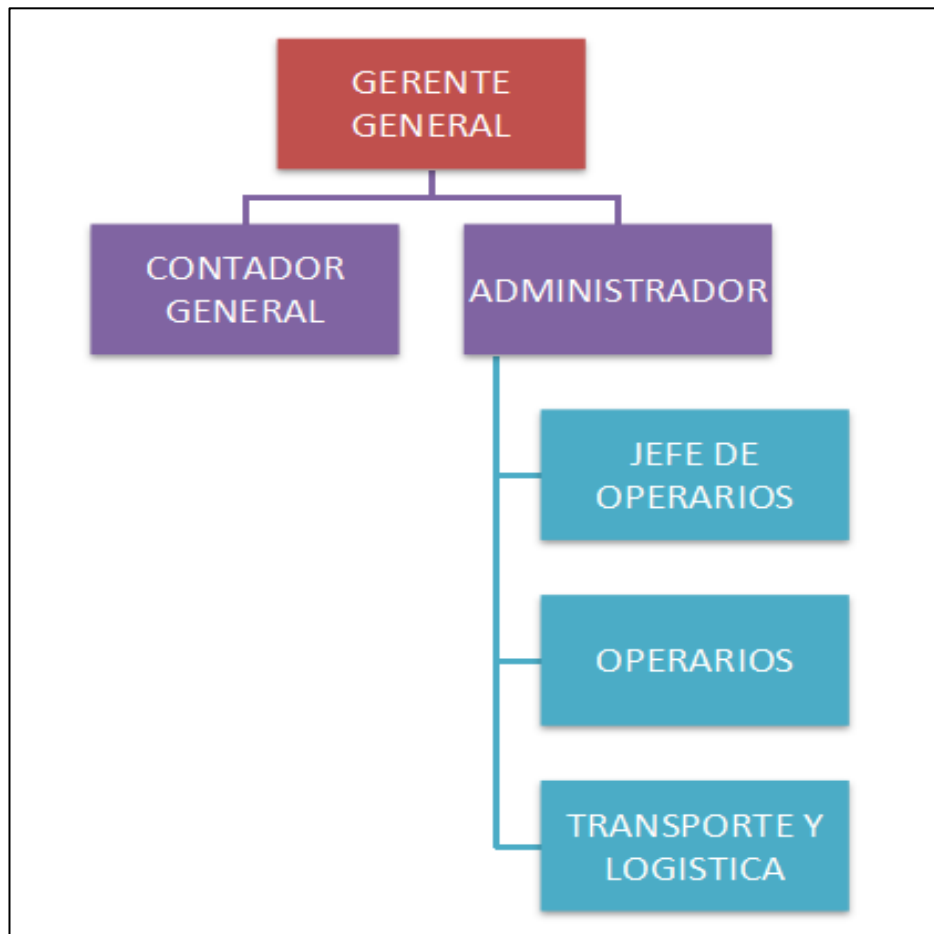 GERENTE
GENERAL
CONTADOR
GENERAL
ADMINISTRADOR
JEFE DE
OPERARIOS
OPERARIOS
TRANSPORTE Y
LOGISTICA